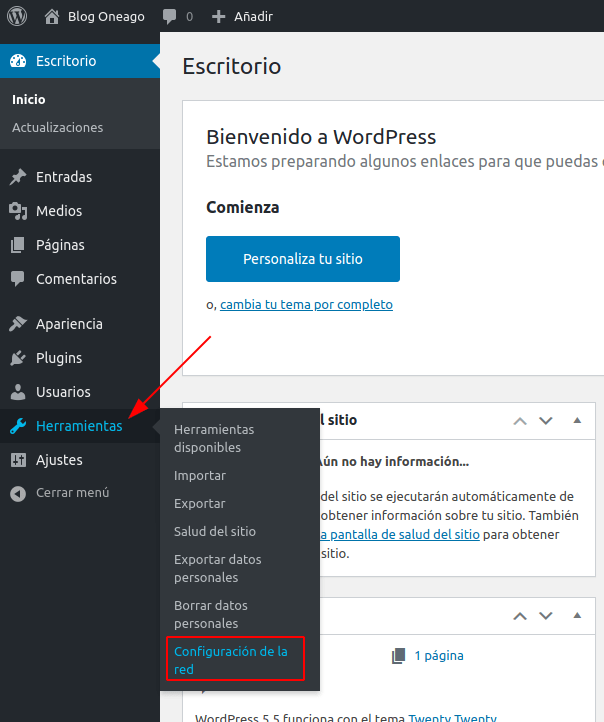 Blog Oneago 0 Añadir
Escritorio
Inicio
Actualizaciones
Entradas
Medios
Páginas
Comentarios
Apariencia
Plugins
Usuarios
Herramientas
Ajustes
Cerrar menú
Herramientas
disponibles
Importar
Exportar
Salud del sitio
Exportar datos
personales
Borrar datos
personales
Configuración de la
red
Escritorio
Bienvenido a WordPress
Estamos preparando algunos enlaces para que puedas
Comienza
Personaliza tu sitio
o, cambia tu tema por completo
l sitio
Aún no hay información...
del sitio se ejecutarán automáticamente de
obtener información sobre tu sitio. También
a pantalla de salud del sitio para obtener
sitio.
1 página
WordPress 5.5 funciona con el tema Twenty Twenty